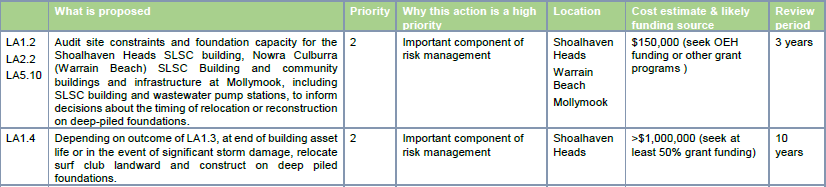 What is proposed
Priority
Why this action is a high
priority
Location
Cost estimate & likely
funding source
Review
period
LA1.2
LA2.2
LA5.10
Audit site constraints and foundation capacity for the
Shoalhaven Heads SLSC building, Nowra Culburra
(Warrain Beach) SLSC Building and community
buildings and infrastructure at Mollymook, including
SLSC building and wastewater pump stations, to inform
decisions about the timing of relocation or reconstruction
on deep-piled foundations.
2
Important component of
risk management
Shoalhaven
Heads
Warrain
Beach
Mollymook
$150,000 (seek OEH
funding or other grant
programs )
3 years
LA1.4
Depending on outcome of LA1.3, at end of building asset
life or in the event of significant storm damage, relocate
surf club landward and construct on deep piled
foundations.
2
Important component of
risk management
Shoalhaven
Heads
>$1,000,000 (seek at
least 50% grant funding)
10
years